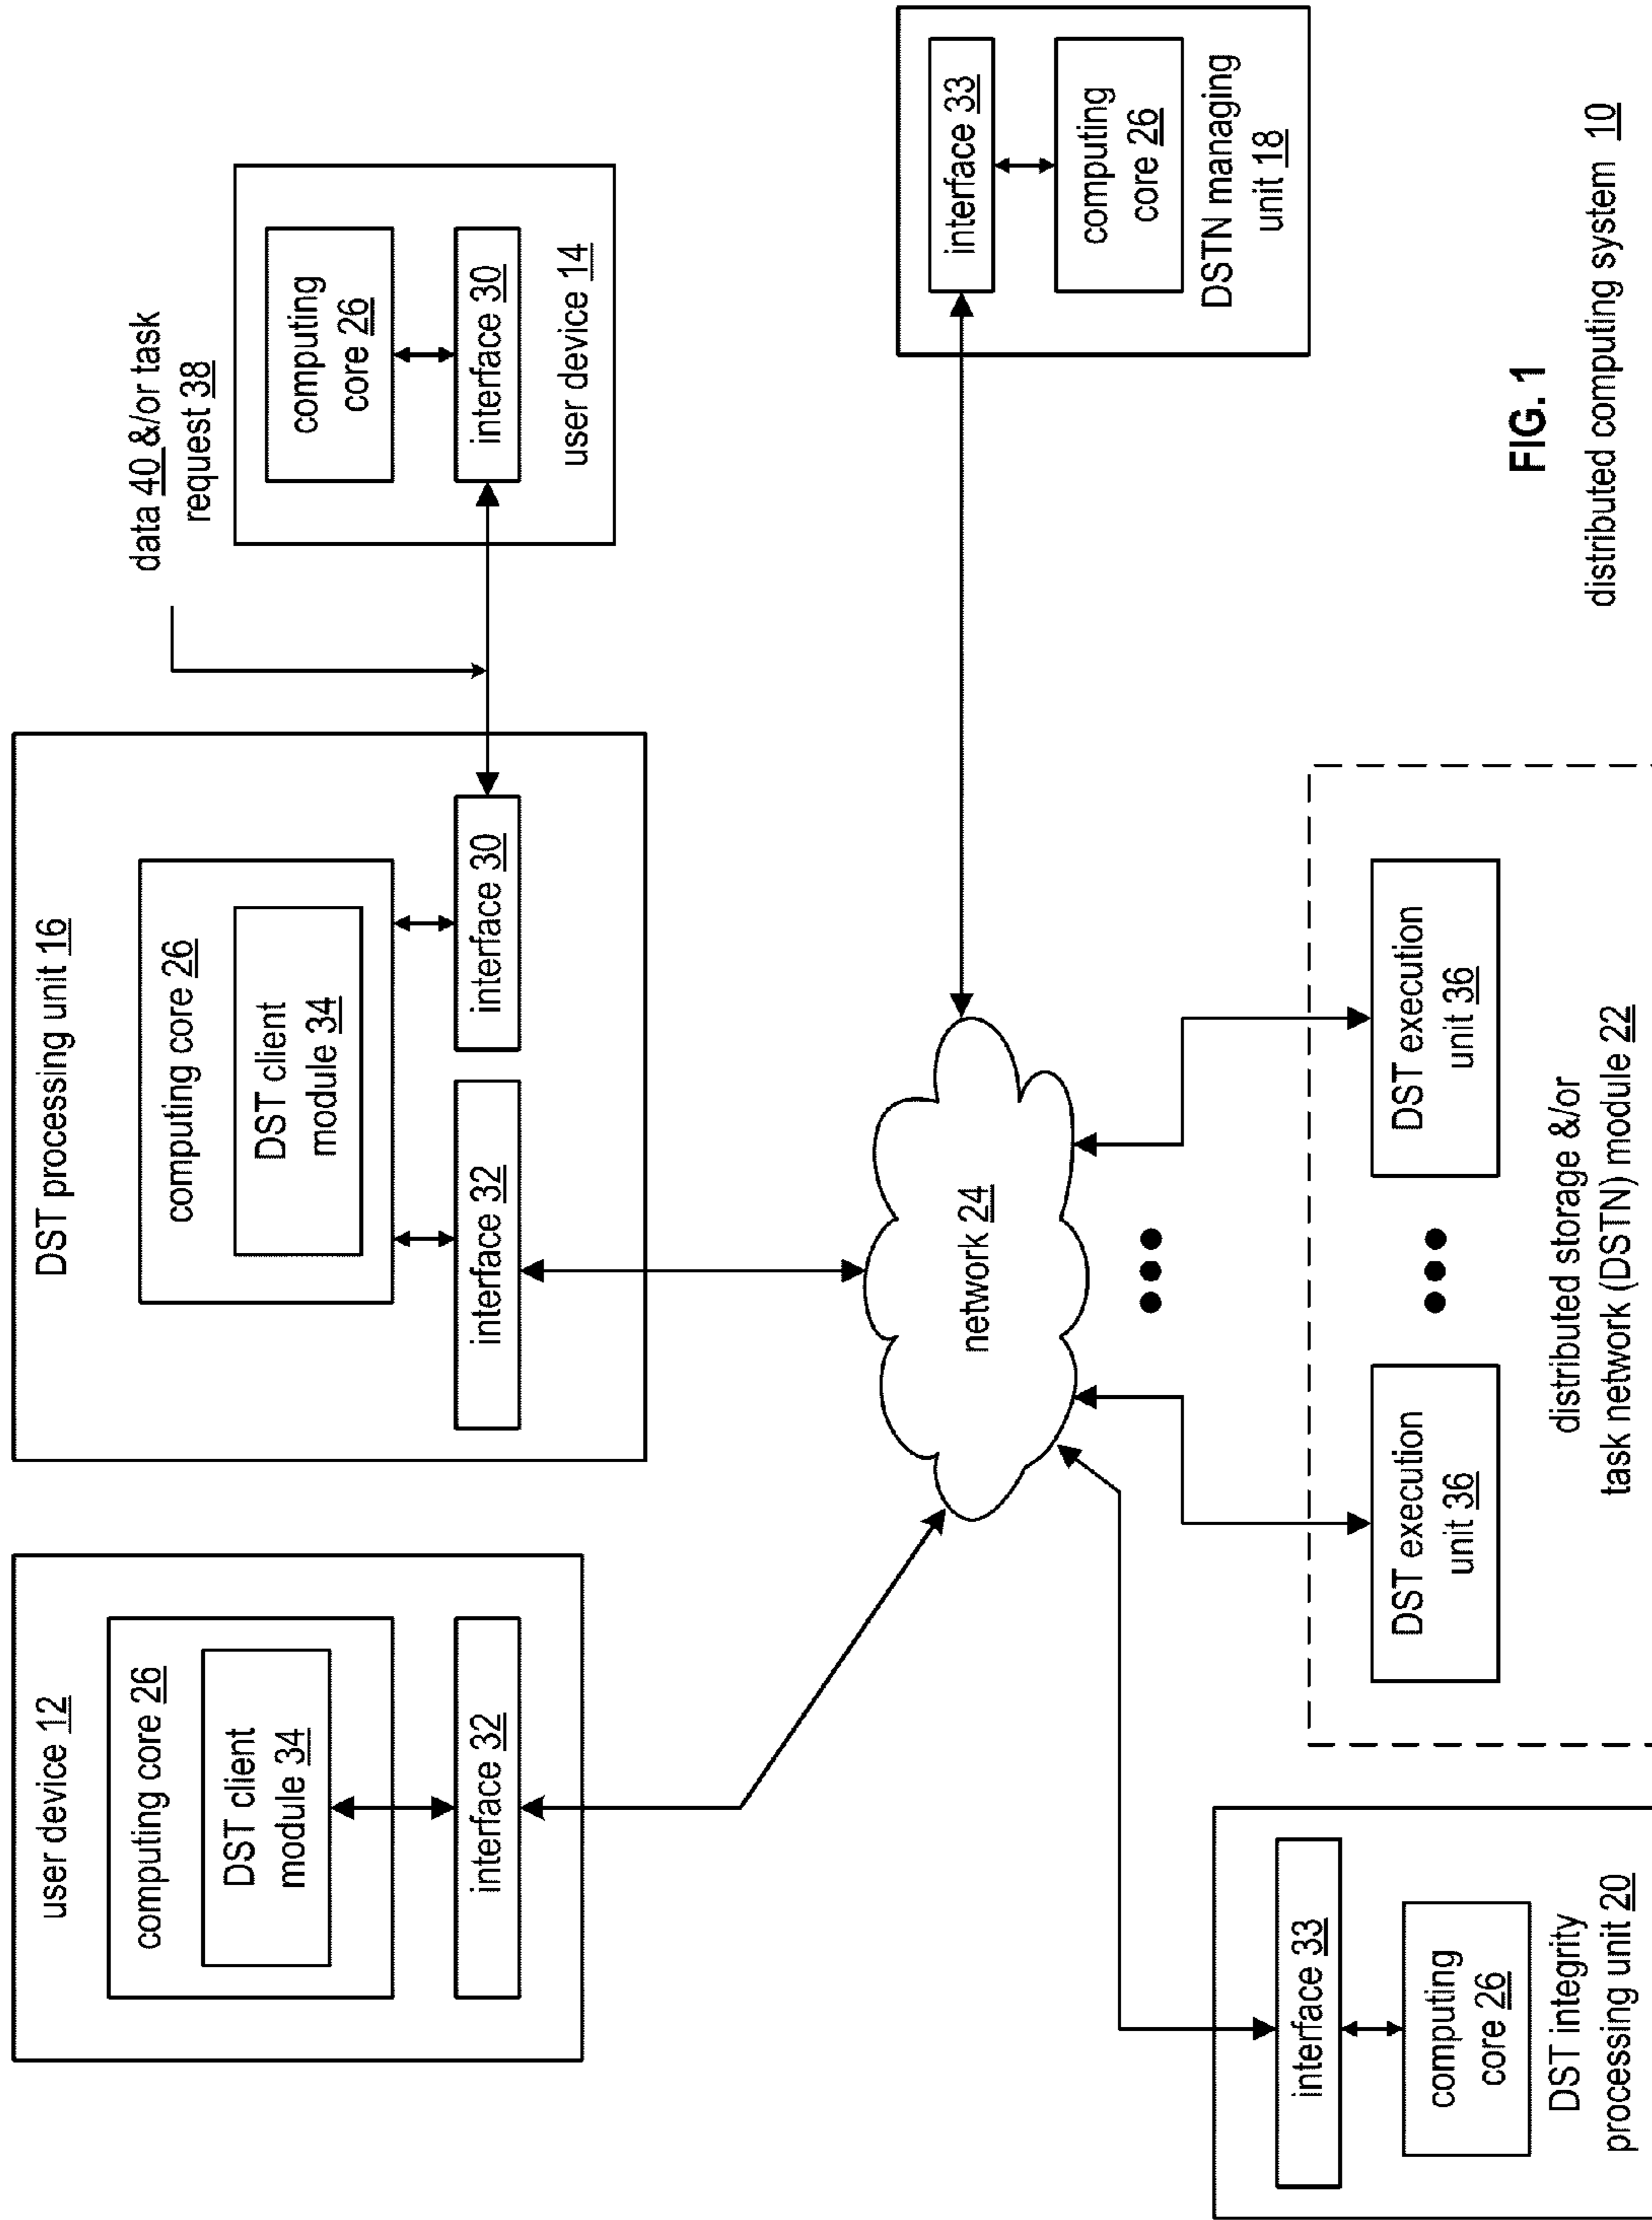 user device 12
computing core 26
DST client
module 34
interface 32
DST processing unit 16
computing core 26
DST client
module 34
interface 32
interface 30
data 40 &/or task
request 38
computing
core 26
interface 30
user device 14
network 24
interface 33
computing
core 26
DSTN managing
unit 18
interface 33
computing
core 26
DST integrity
processing unit 20
DST execution
unit 36
DST execution
unit 36
distributed storage &/or
task network (DSTN) module 22
FIG. 1
distributed computing system 10